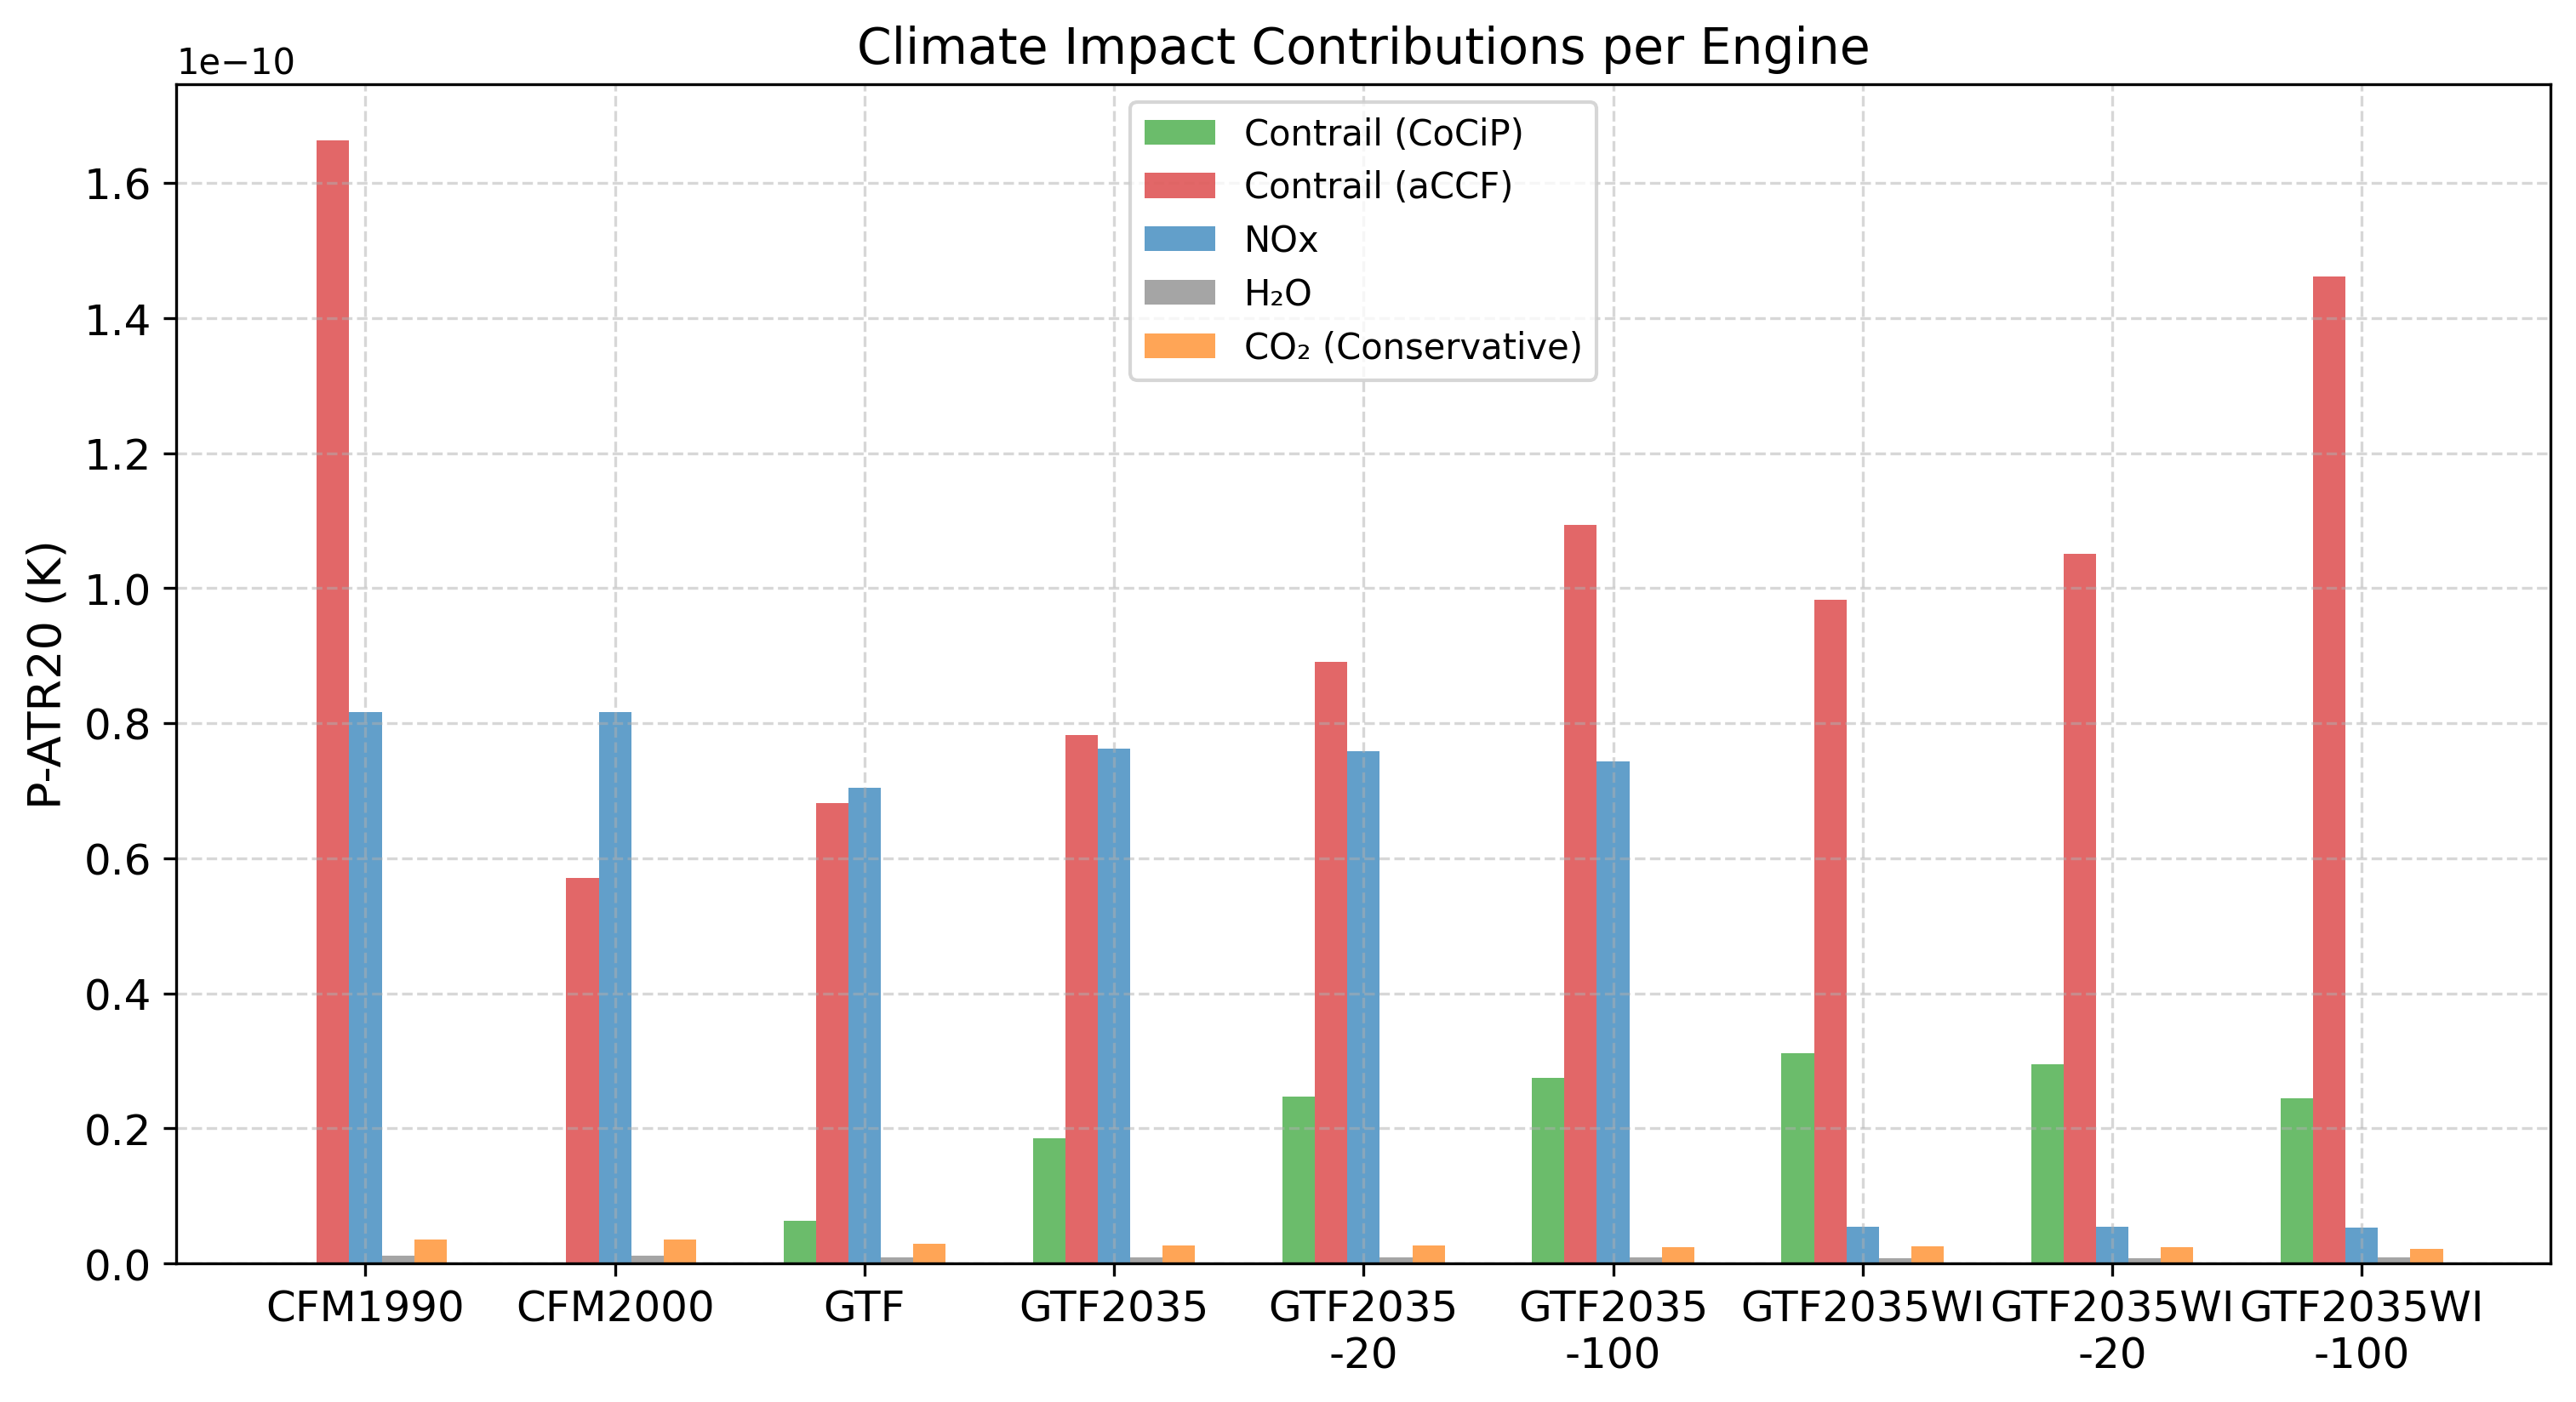 Climate Impact Contributions per Engine
1e−10
Contrail (CoCiP)
Contrail (aCCF)
NOx
H₂O
CO₂ (Conservative)
P-ATR20 (K)
1.6
1.4
1.2
1.0
0.8
0.6
0.4
0.2
0.0
CFM1990 CFM2000 GTF GTF2035 GTF2035 GTF2035 GTF2035WI GTF2035WI GTF2035WI
-20 -100 -20 -100